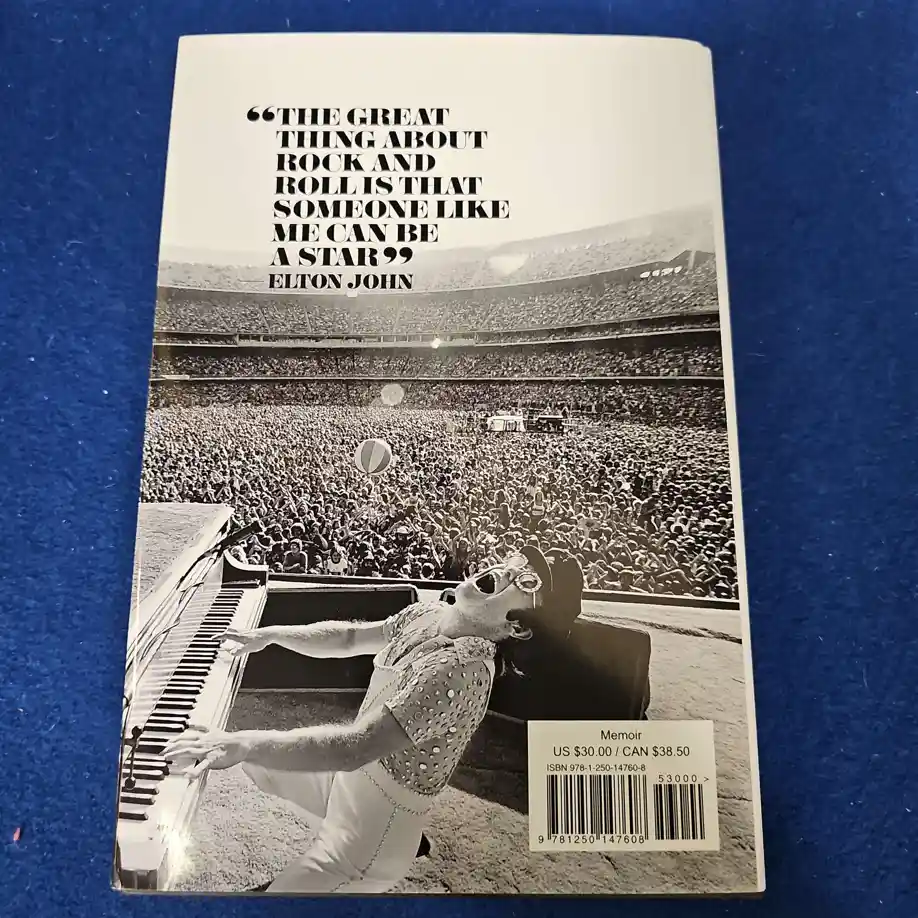 “THE GREAT
THING ABOUT
ROCK AND
ROLL IS THAT
SOMEONE LIKE
ME CAN BE
A STAR”
ELTON JOHN
Memoir
US $30.00 / CAN $38.50
ISBN 978-1-250-14760-8
53000 >
9 781250 147608